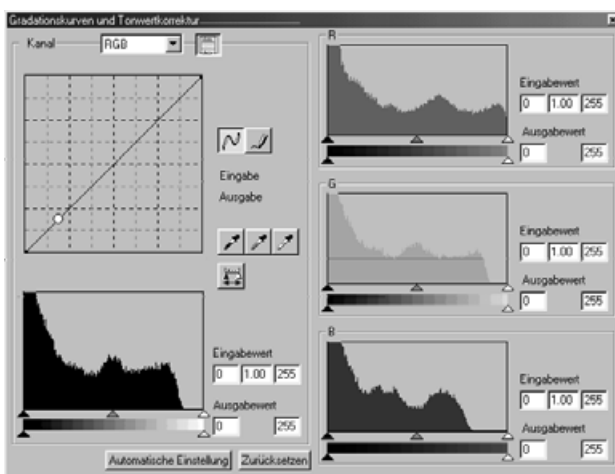 Gradationskurven und Tonwertkorrektur
Kanal RGB
Eingabe
Ausgabe
Eingabewert
0 1.00 255
Ausgabewert
0 255
Automatische Einstellung Zurücksetzen
R
Eingabewert
0 1.00 255
Ausgabewert
0 255
G
Eingabewert
0 1.00 255
Ausgabewert
0 255
B
Eingabewert
0 1.00 255
Ausgabewert
0 255